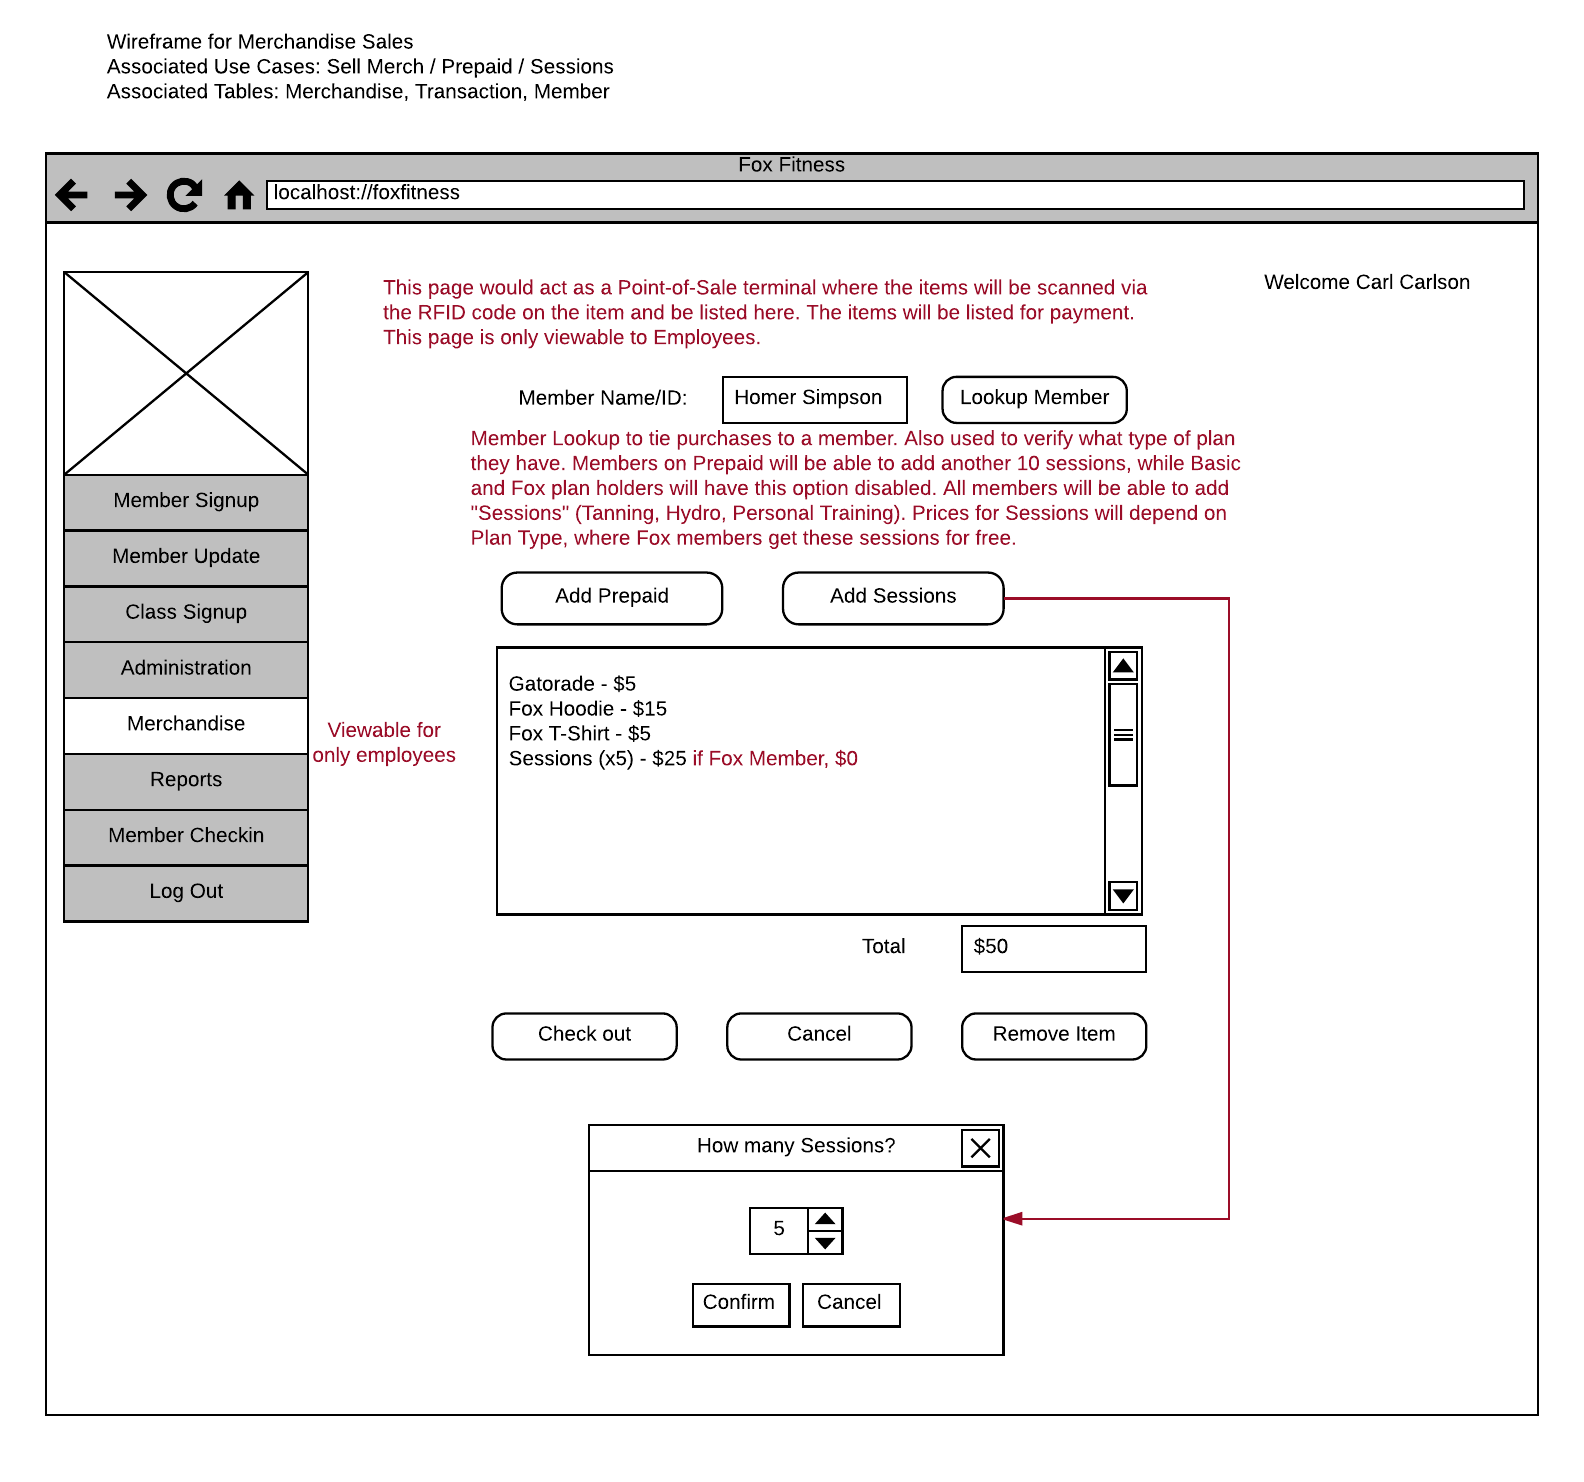 Wireframe for Merchandise Sales
Associated Use Cases: Sell Merch / Prepaid / Sessions
Associated Tables: Merchandise, Transaction, Member
Fox Fitness
localhost://foxfitness
This page would act as a Point-of-Sale terminal where the items will be scanned via
the RFID code on the item and be listed here. The items will be listed for payment.
This page is only viewable to Employees.
Welcome Carl Carlson
Member Name/ID:
Homer Simpson
Lookup Member
Member Lookup to tie purchases to a member. Also used to verify what type of plan
they have. Members on Prepaid will be able to add another 10 sessions, while Basic
and Fox plan holders will have this option disabled. All members will be able to add
"Sessions" (Tanning, Hydro, Personal Training). Prices for Sessions will depend on
Plan Type, where Fox members get these sessions for free.
Member Signup
Member Update
Class Signup
Administration
Merchandise
Reports
Member Checkin
Log Out
Viewable for
only employees
Add Prepaid
Add Sessions
Gatorade - $5
Fox Hoodie - $15
Fox T-Shirt - $5
Sessions (x5) - $25 if Fox Member, $0
Total
$50
Check out
Cancel
Remove Item
How many Sessions?
5
Confirm
Cancel